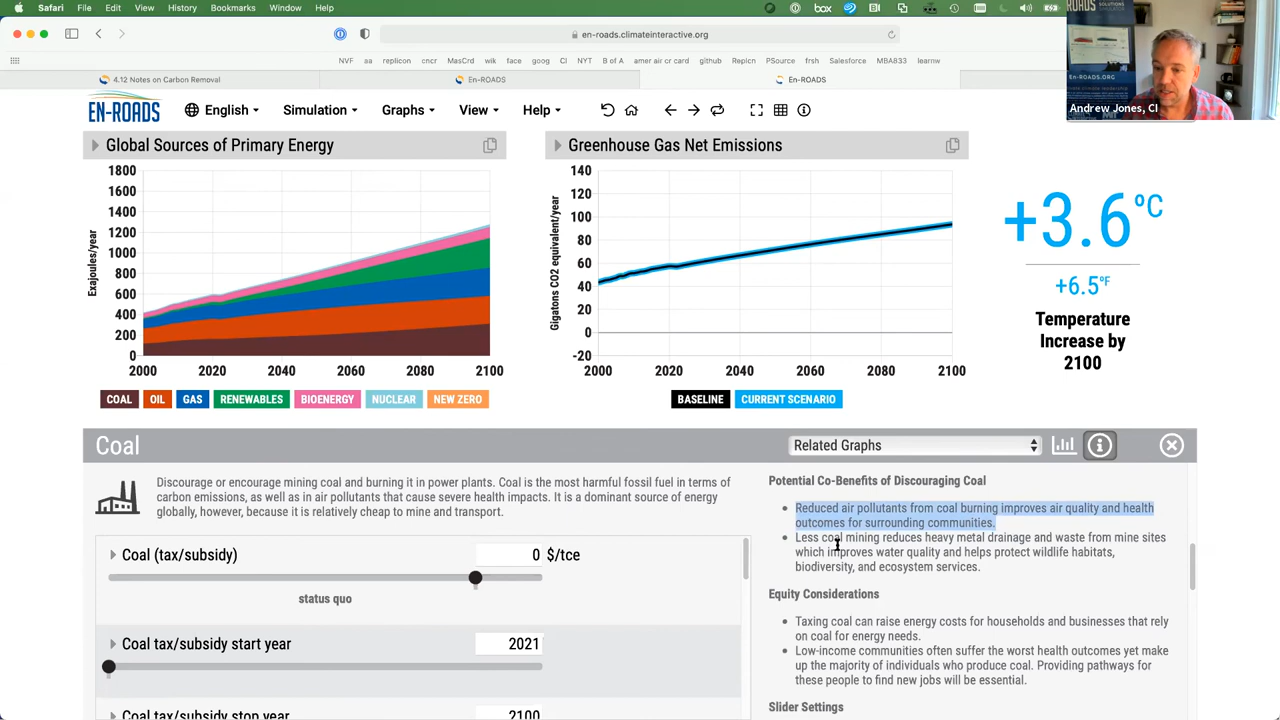 Safari File Edit View History Bookmarks Window Help
en-roads.climateinteractive.org
NVF aa replicon cncr MasCrd wik face goog CI NYT B of A amer air or card github Replcn PSource frsh Salesforce MBA833 learnw
4.12 Notes on Carbon Removal
En-ROADS
En-ROADS
EN-ROADS.ORG
Andrew Jones, CI
EN-ROADS
English Simulation Graphs View Help
Global Sources of Primary Energy
Exajoules/year
1800
1600
1400
1200
1000
800
600
400
200
0
2000 2020 2040 2060 2080 2100
COAL OIL GAS RENEWABLES BIOENERGY NUCLEAR NEW ZERO
Greenhouse Gas Net Emissions
Gigatons CO2 equivalent/year
140
120
100
80
60
40
20
0
-20
2000 2020 2040 2060 2080 2100
BASELINE CURRENT SCENARIO
+3.6°C
+6.5°F
Temperature
Increase by
2100
Coal
Related Graphs
Discourage or encourage mining coal and burning it in power plants. Coal is the most harmful fossil fuel in terms of
carbon emissions, as well as in air pollutants that cause severe health impacts. It is a dominant source of energy
globally, however, because it is relatively cheap to mine and transport.
Coal (tax/subsidy) 0 $/tce
status quo
Coal tax/subsidy start year 2021
Coal tax/subsidy stop year 2100
Potential Co-Benefits of Discouraging Coal
Reduced air pollutants from coal burning improves air quality and health
outcomes for surrounding communities.
Less coal mining reduces heavy metal drainage and waste from mine sites
which improves water quality and helps protect wildlife habitats,
biodiversity, and ecosystem services.
Equity Considerations
Taxing coal can raise energy costs for households and businesses that rely
on coal for energy needs.
Low-income communities often suffer the worst health outcomes yet make
up the majority of individuals who produce coal. Providing pathways for
these people to find new jobs will be essential.
Slider Settings